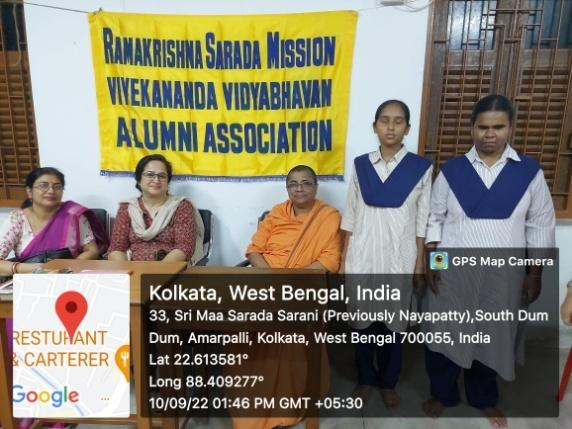 RAMAKRISHNA SARADA MISSION
VIVEKANANDA VIDYABHAVAN
ALUMNI ASSOCIATION
GPS Map Camera
Kolkata, West Bengal, India
33, Sri Maa Sarada Sarani (Previously Nayapatty),South Dum
Dum, Amarpalli, Kolkata, West Bengal 700055, India
Lat 22.613581°
Long 88.409277°
10/09/22 01:46 PM GMT +05:30
RESTURANT
& CARTERER
Google